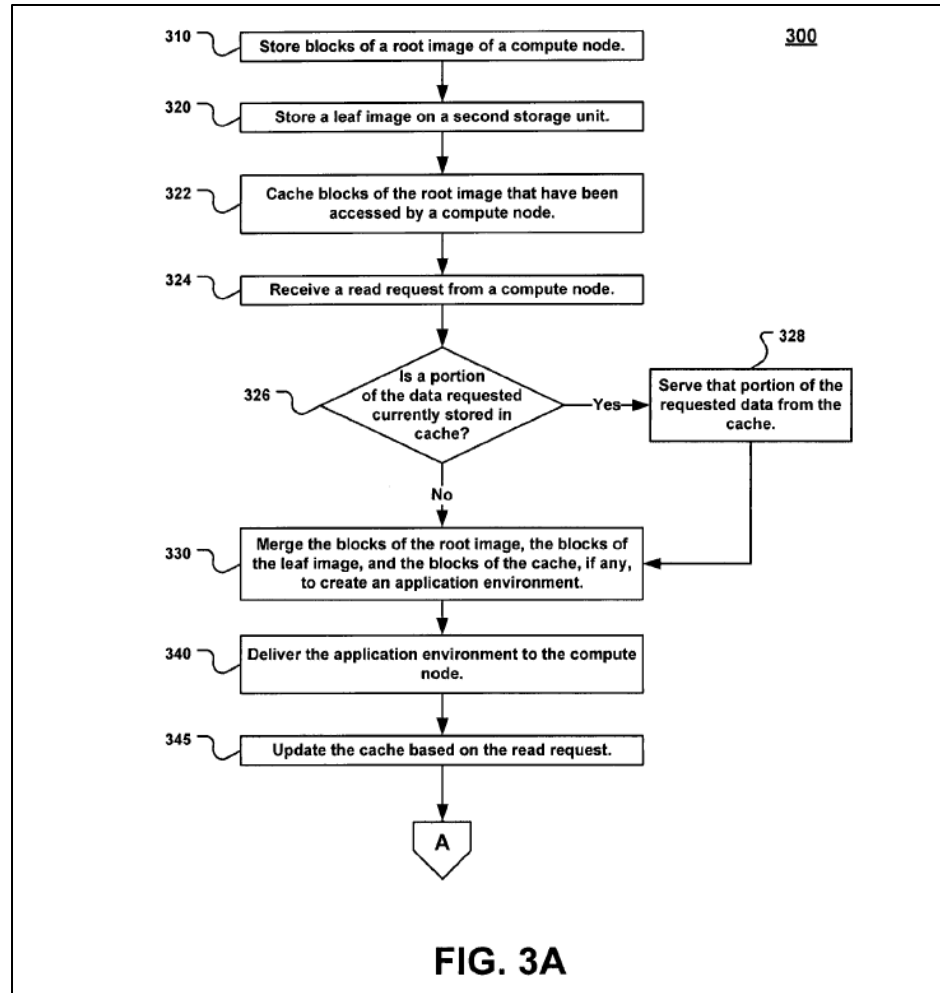 300
310
Store blocks of a root image of a compute node.
320
Store a leaf image on a second storage unit.
322
Cache blocks of the root image that have been
accessed by a compute node.
324
Receive a read request from a compute node.
326
Is a portion
of the data requested
currently stored in
cache?
Yes
328
Serve that portion of the
requested data from the
cache.
No
330
Merge the blocks of the root image, the blocks of
the leaf image, and the blocks of the cache, if any,
to create an application environment.
340
Deliver the application environment to the compute
node.
345
Update the cache based on the read request.
A
FIG. 3A